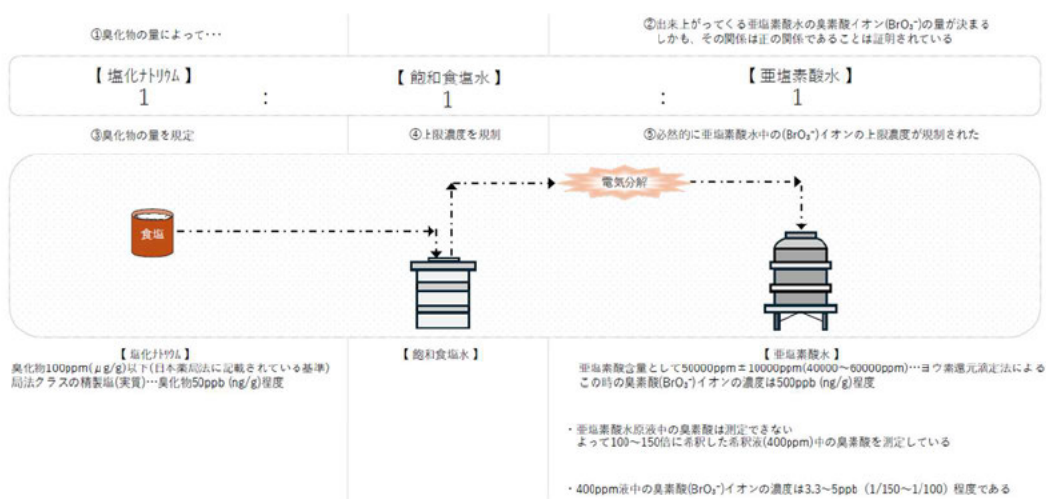 ①臭化物の量によって･･･
②出来上がってくる亜塩素酸水の臭素酸イオン(BrO₃⁻)の量が決まる
しかも、その関係は正の関係であることは証明されている
【 塩化ﾅﾄﾘｳﾑ 】
【 飽和食塩水 】
【 亜塩素酸水 】
1 : 1 : 1
③臭化物の量を規定
④上限濃度を規制
⑤必然的に亜塩素酸水中の(BrO₃⁻)イオンの上限濃度が規制された
電気分解
食塩
【 塩化ﾅﾄﾘｳﾑ 】
臭化物100ppm(μg/g)以下(日本薬局法に記載されている基準)
局法クラスの精製塩(実質)…臭化物50ppb (ng/g)程度
【 飽和食塩水 】
【 亜塩素酸水 】
亜塩素酸含量として50000ppm±10000ppm(40000～60000ppm)…ヨウ素還元滴定法による
この時の臭素酸(BrO₃⁻)イオンの濃度は500ppb (ng/g)程度
・亜塩素酸水原液中の臭素酸は測定できない
よって100～150倍に希釈した希釈液(400ppm)中の臭素酸を測定している
・400ppm液中の臭素酸(BrO₃⁻)イオンの濃度は3.3～5ppb（1/150～1/100）程度である